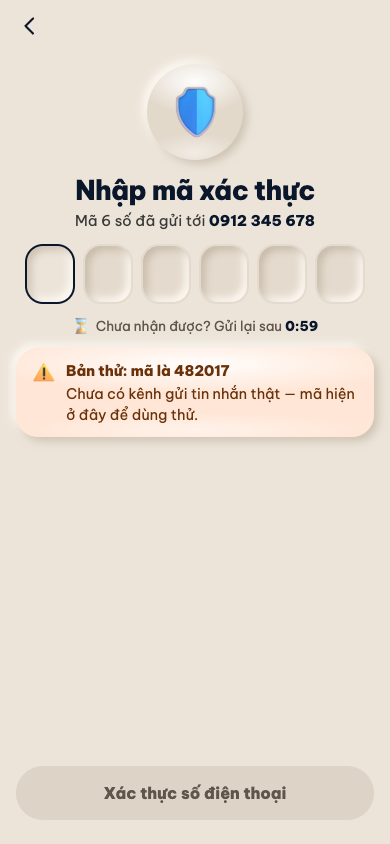 Nhập mã xác thực
Mã 6 số đã gửi tới 0912 345 678
Chưa nhận được? Gửi lại sau 0:59
Bản thử: mã là 482017
Chưa có kênh gửi tin nhắn thật — mã hiện
ở đây để dùng thử.
Xác thực số điện thoại